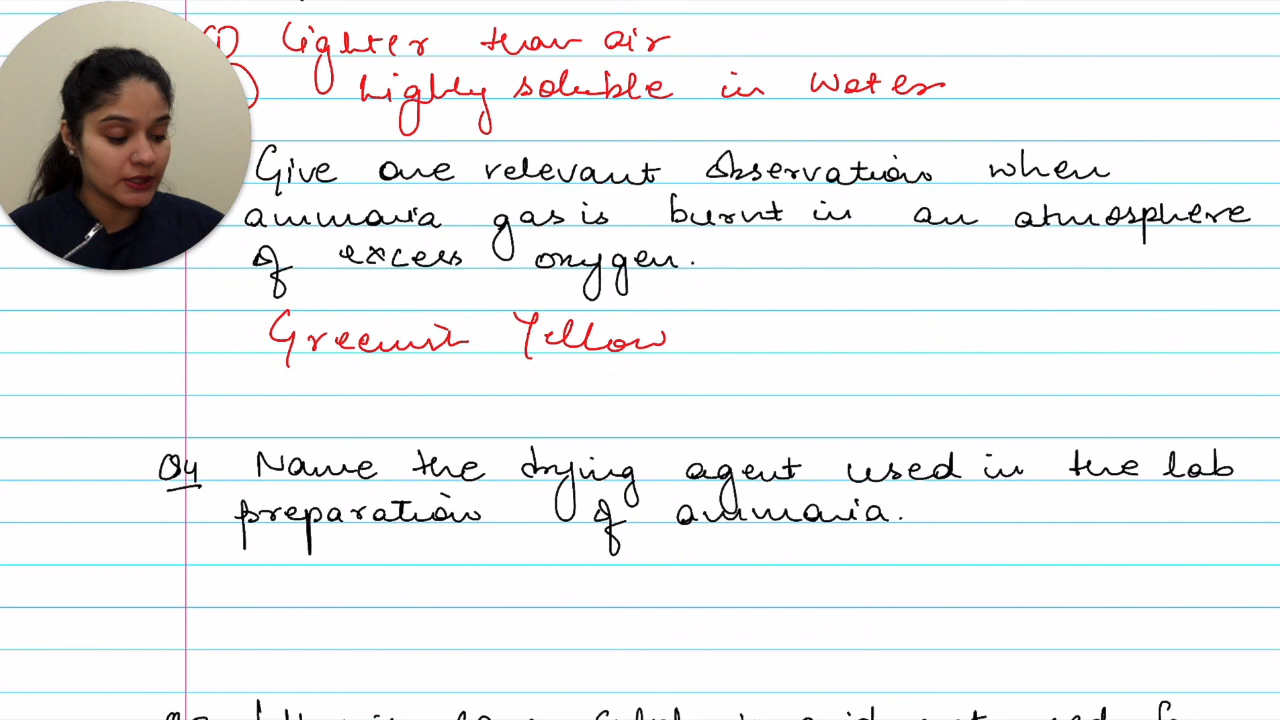 lighter than air
highly soluble in water
Give one relevant observation when
ammonia gas is burnt in an atmosphere
of excess oxygen.
Greenish Yellow
Q4 Name the drying agent used in the lab
preparation of ammonia.